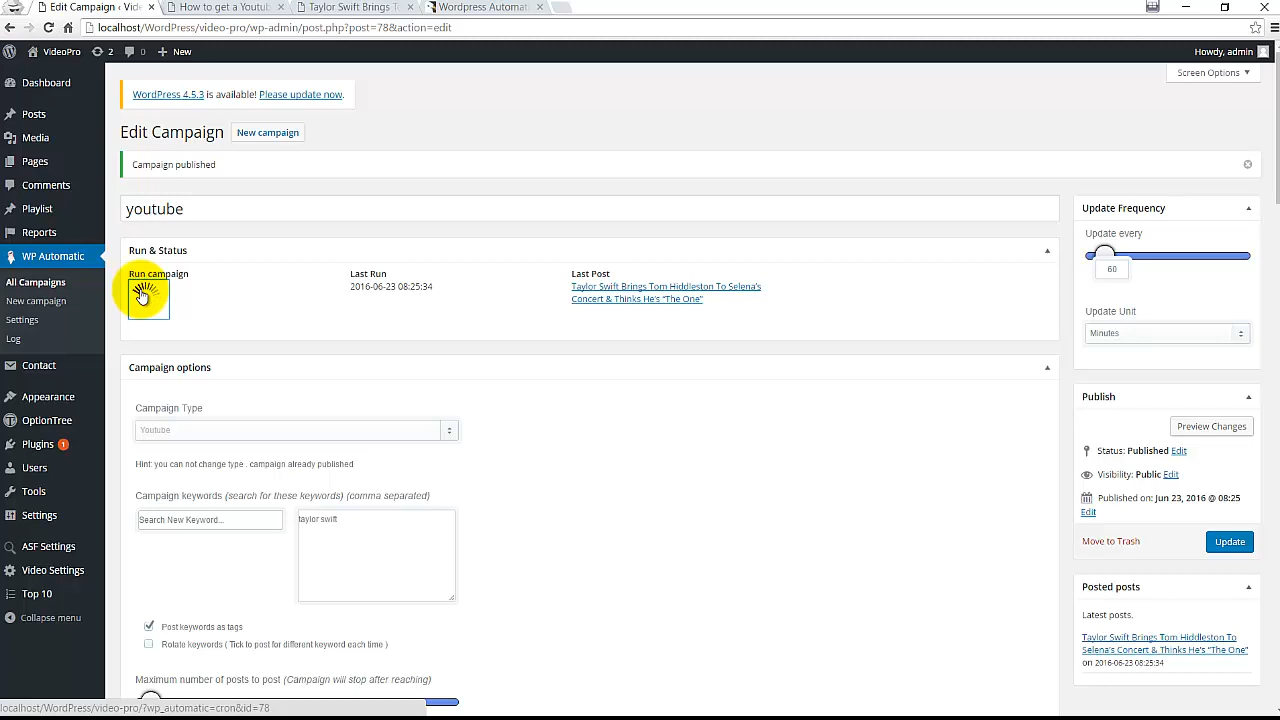 Edit Campaign ‹ Vide
How to get a Youtub
Taylor Swift Brings T
Wordpress Automat
localhost/WordPress/video-pro/wp-admin/post.php?post=78&action=edit
VideoPro
2
0
New
Howdy, admin
Screen Options
WordPress 4.5.3 is available! Please update now.
Edit Campaign
New campaign
Campaign published
youtube
Run & Status
Run campaign
Last Run
2016-06-23 08:25:34
Last Post
Taylor Swift Brings Tom Hiddleston To Selena's
Concert & Thinks He's "The One"
Campaign options
Campaign Type
Youtube
Hint: you can not change type . campaign already published
Campaign keywords (search for these keywords) (comma separated)
Search New Keyword...
taylor swift
Post keywords as tags
Rotate keywords ( Tick to post for different keyword each time )
Maximum number of posts to post (Campaign will stop after reaching)
Dashboard
Posts
Media
Pages
Comments
Playlist
Reports
WP Automatic
All Campaigns
New campaign
Settings
Log
Contact
Appearance
OptionTree
Plugins 1
Users
Tools
Settings
ASF Settings
Video Settings
Top 10
Collapse menu
Update Frequency
Update every
60
Update Unit
Minutes
Publish
Preview Changes
Status: Published Edit
Visibility: Public Edit
Published on: Jun 23, 2016 @ 08:25
Edit
Move to Trash
Update
Posted posts
Latest posts.
Taylor Swift Brings Tom Hiddleston To
Selena's Concert & Thinks He's "The One"
on 2016-06-23 08:25:34
localhost/WordPress/video-pro/?wp_automatic=cron&id=78